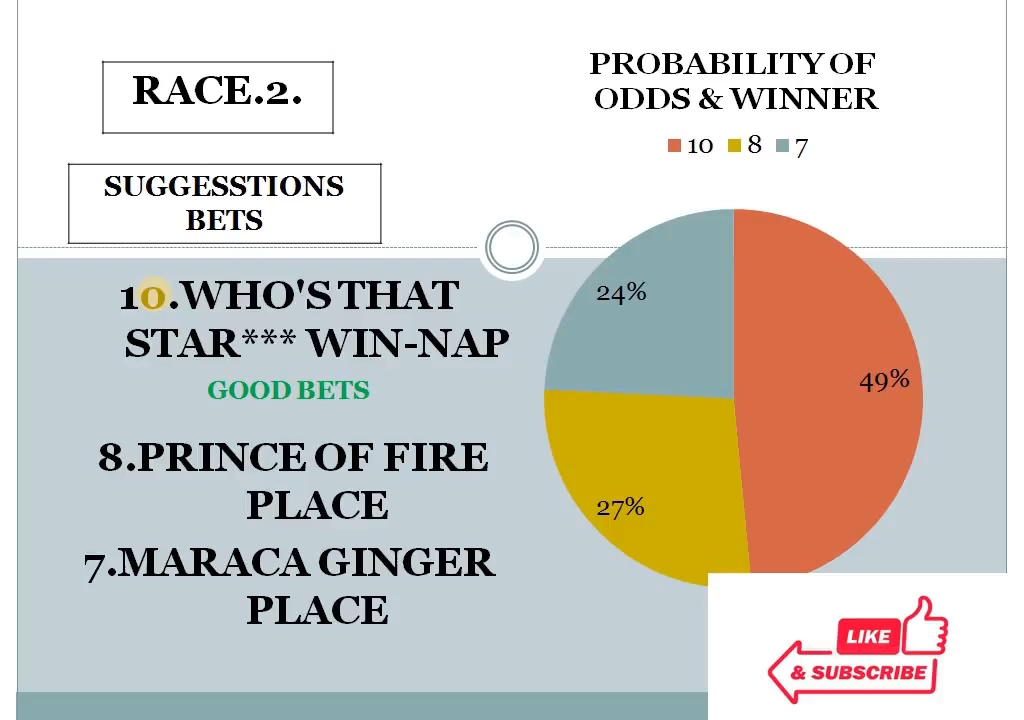 RACE.2.
SUGGESSTIONS
BETS
10.WHO'S THAT
STAR*** WIN-NAP
GOOD BETS
8.PRINCE OF FIRE
PLACE
7.MARACA GINGER
PLACE
PROBABILITY OF
ODDS & WINNER
10 8 7
24%
49%
27%
LIKE
& SUBSCRIBE